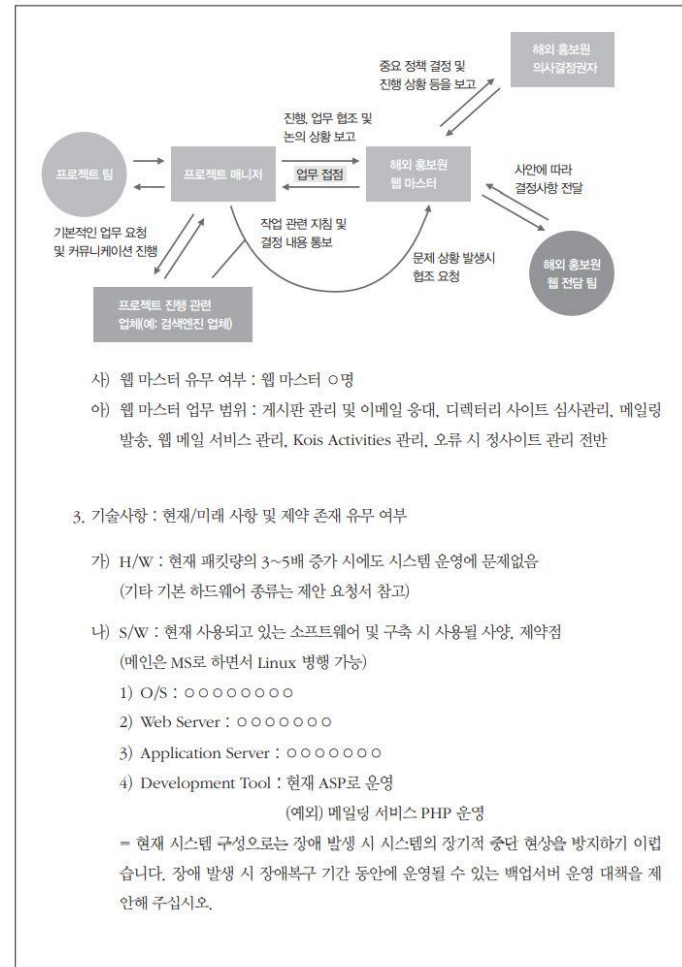 해외 홍보원
의사결정권자
중요 정책 결정 및
진행 상황 등을 보고
진행, 업무 협조 및
논의 상황 보고
프로젝트 팀
프로젝트 매니저
업무 접점
해외 홍보원
웹 마스터
사안에 따라
결정사항 전달
기본적인 업무 요청
및 커뮤니케이션 진행
작업 관련 지침 및
결정 내용 통보
문제 상황 발생시
협조 요청
해외 홍보원
웹 전담 팀
프로젝트 진행 관련
업체(예: 검색엔진 업체)
사) 웹 마스터 유무 여부 : 웹 마스터 ○명
아) 웹 마스터 업무 범위 : 게시판 관리 및 이메일 응대, 디렉터리 사이트 심사관리, 메일링
발송, 웹 메일 서비스 관리, Kois Activities 관리, 오류 시 정사이트 관리 전반
3. 기술사항 : 현재/미래 사항 및 제약 존재 유무 여부
가) H/W : 현재 패킷량의 3~5배 증가 시에도 시스템 운영에 문제없음
(기타 기본 하드웨어 종류는 제안 요청서 참고)
나) S/W : 현재 사용되고 있는 소프트웨어 및 구축 시 사용될 사양, 제약점
(메인은 MS로 하면서 Linux 병행 가능)
1) O/S : ○○○○○○○○
2) Web Server : ○○○○○○○
3) Application Server : ○○○○○○○
4) Development Tool : 현재 ASP로 운영
(예외) 메일링 서비스 PHP 운영
= 현재 시스템 구성으로는 장애 발생 시 시스템의 장기적 중단 현상을 방지하기 이럽
습니다. 장애 발생 시 장애복구 기간 동안에 운영될 수 있는 백업서버 운영 대책을 제
안해 주십시오.